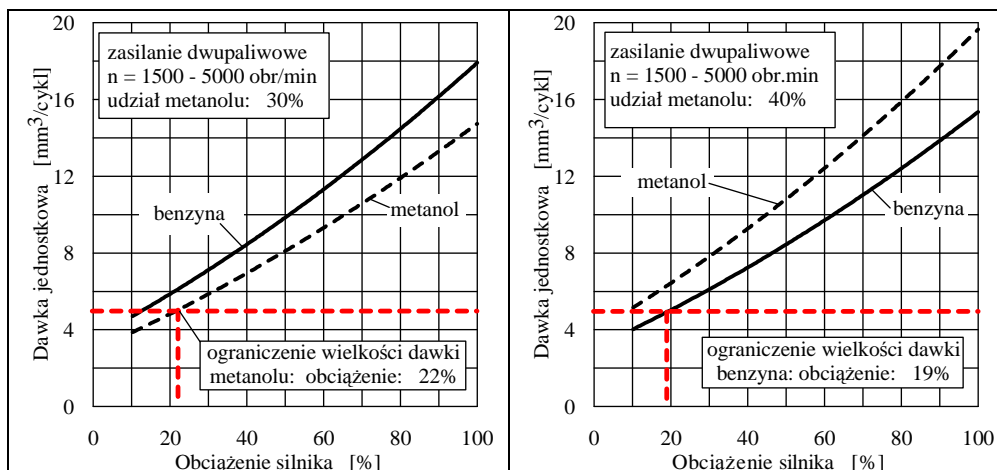 20
16
12
8
4
0
Dawka jednostkowa [mm³/cykl]
zasilanie dwupaliwowe
n = 1500 - 5000 obr/min
udział metanolu: 30%
benzyna
metanol
ograniczenie wielkości dawki
metanolu: obciążenie: 22%
0 20 40 60 80 100
Obciążenie silnika [%]
20
16
12
8
4
0
Dawka jednostkowa [mm³/cykl]
zasilanie dwupaliwowe
n = 1500 - 5000 obr.min
udział metanolu: 40%
metanol
benzyna
ograniczenie wielkości dawki
benzyna: obciążenie: 19%
0 20 40 60 80 100
Obciążenie silnika [%]